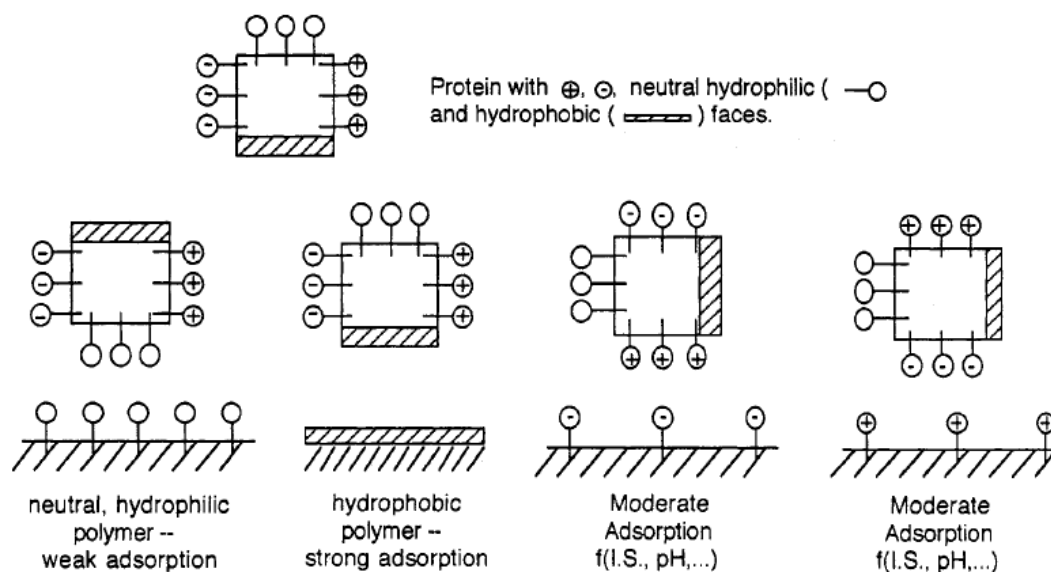 Protein with ⊕, ⊖, neutral hydrophilic ( —○
and hydrophobic ( ) faces.
neutral, hydrophilic
polymer --
weak adsorption
hydrophobic
polymer --
strong adsorption
Moderate
Adsorption
f(I.S., pH,...)
Moderate
Adsorption
f(I.S., pH,...)